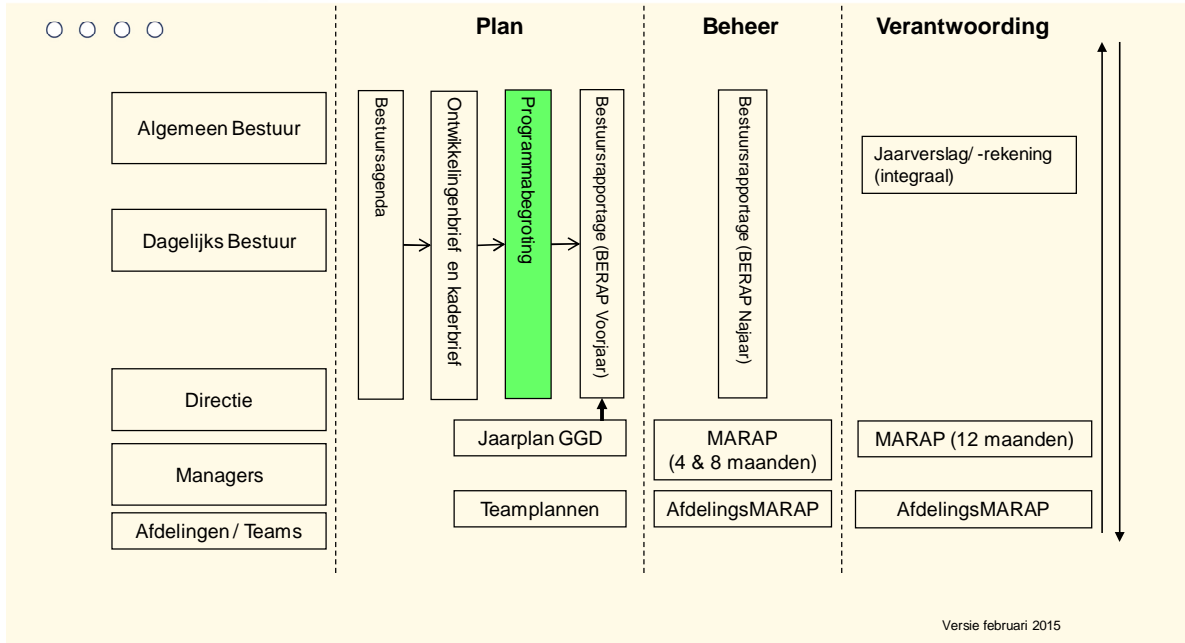 Plan
Beheer
Verantwoording
Algemeen Bestuur
Dagelijks Bestuur
Directie
Managers
Afdelingen / Teams
Bestuursagenda
Ontwikkelingenbrief en kaderbrief
Programmabegroting
Bestuursrapportage (BERAP Voorjaar)
Jaarplan GGD
Teamplannen
Bestuursrapportage (BERAP Najaar)
MARAP
(4 & 8 maanden)
AfdelingsMARAP
Jaarverslag/ -rekening
(integraal)
MARAP (12 maanden)
AfdelingsMARAP
Versie februari 2015